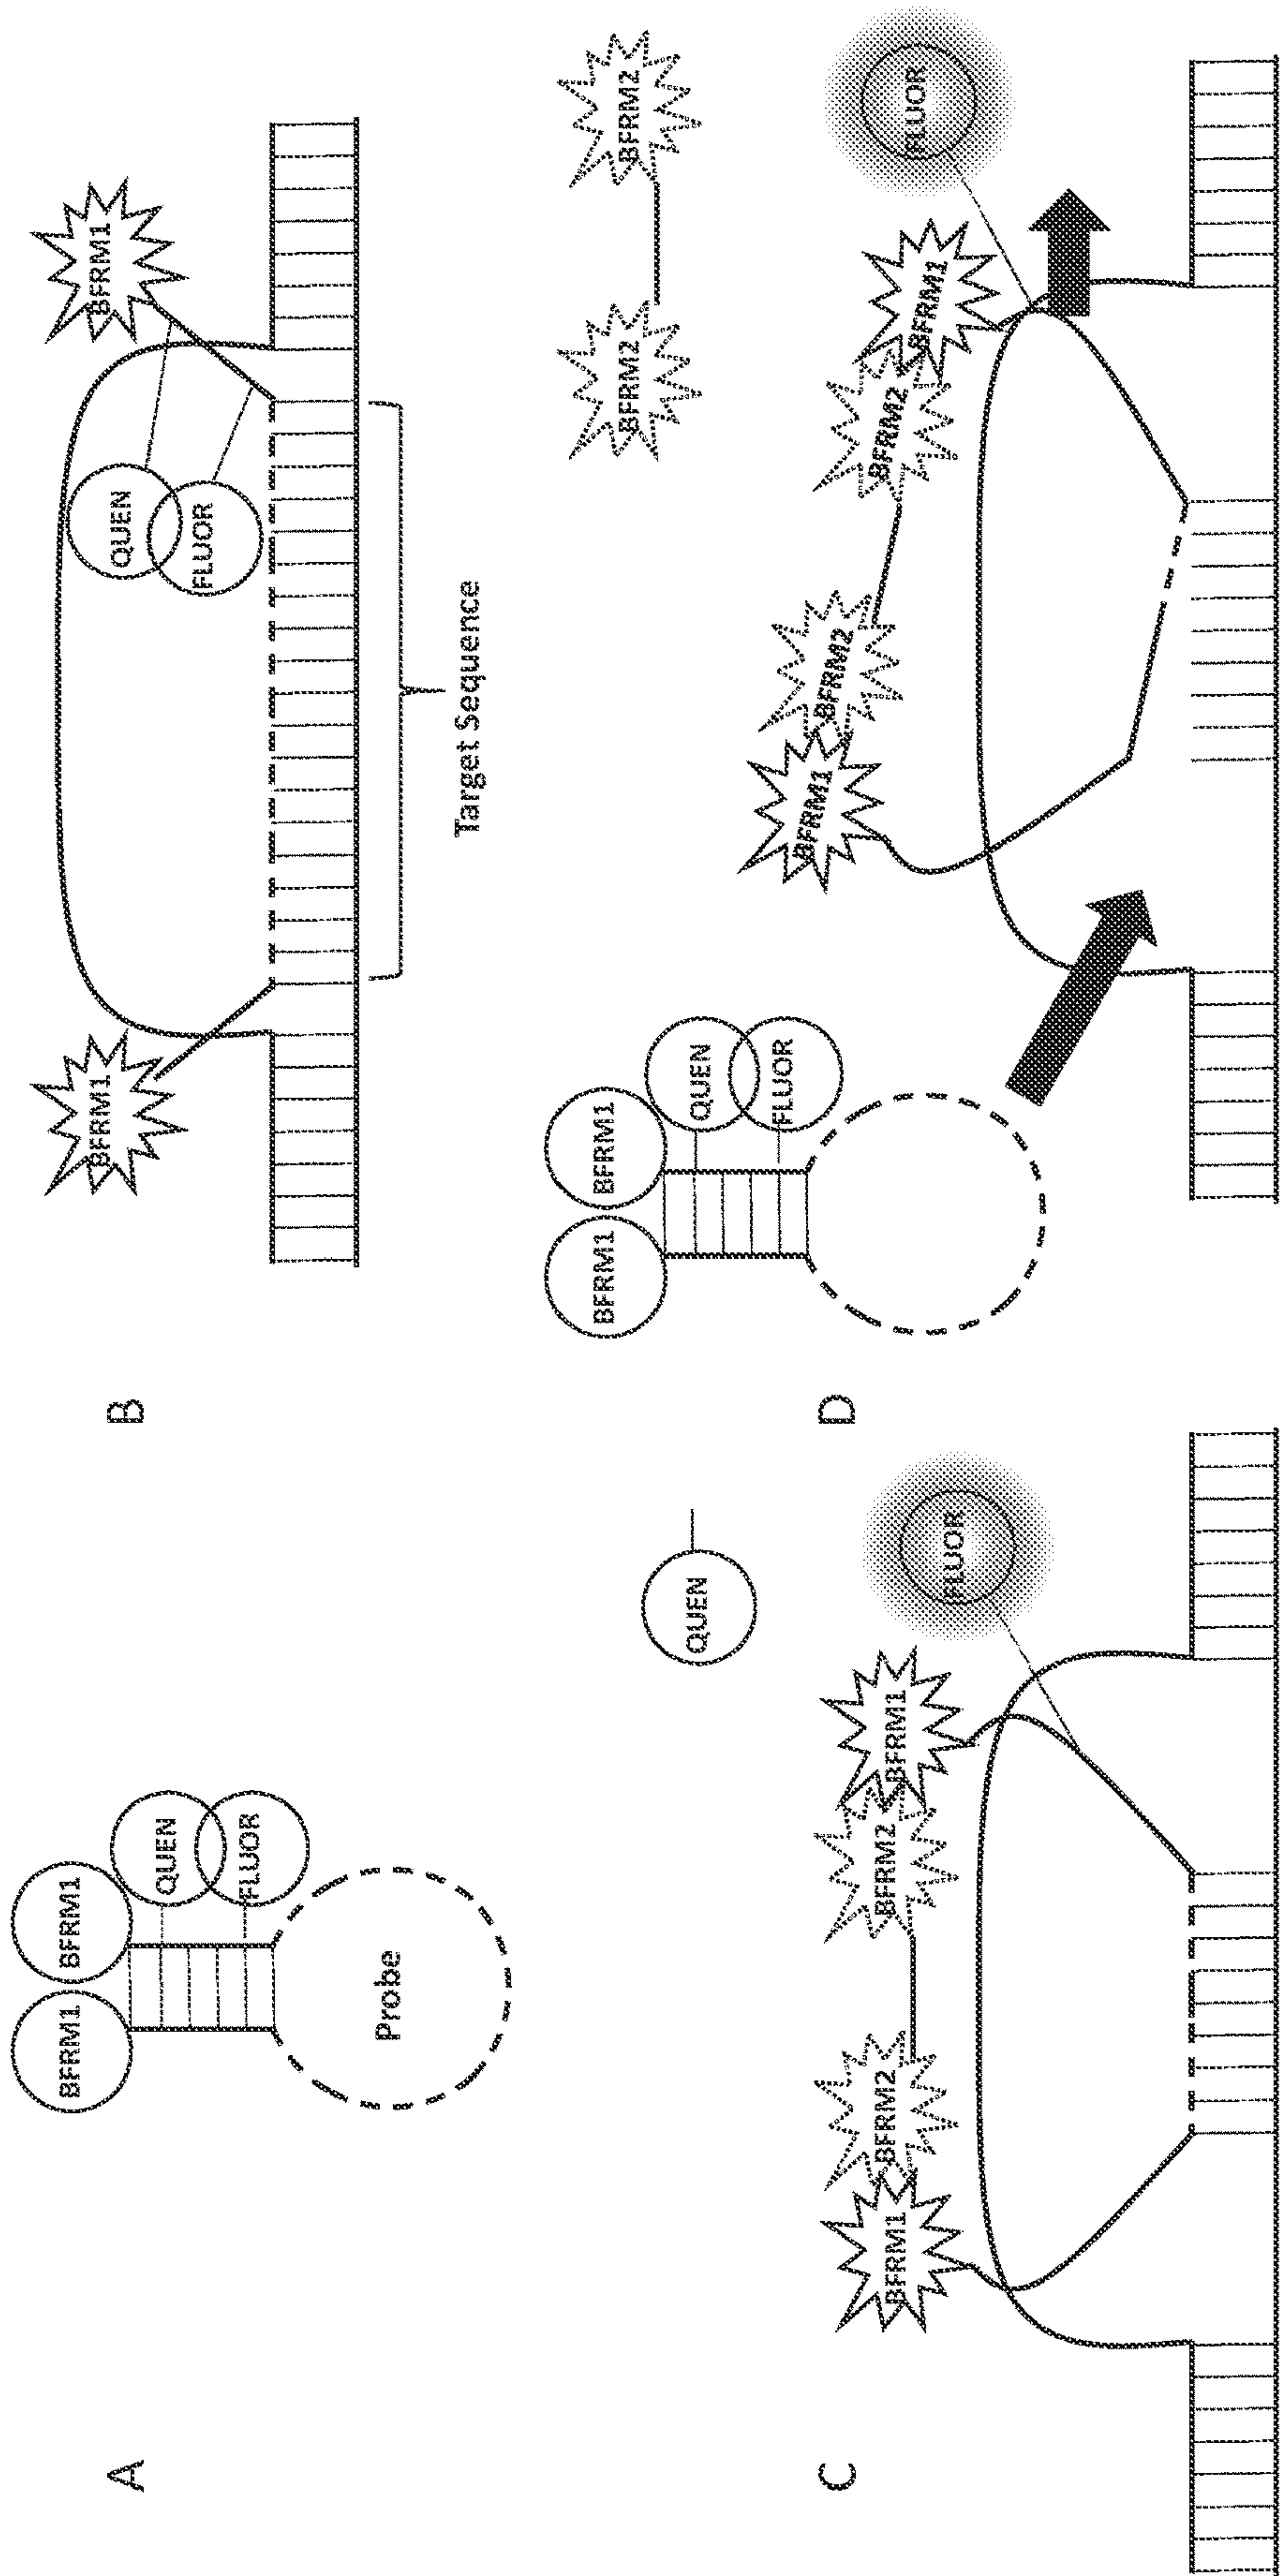 A
BFRM1
BFRM1
QUEN
FLUOR
Probe
B
BFRM1
BFRM1
QUEN
FLUOR
Target Sequence
C
QUEN
BFRM1
BFRM2
BFRM2
BFRM1
FLUOR
D
BFRM1
BFRM1
QUEN
FLUOR
BFRM2
BFRM2
BFRM1
BFRM2
BFRM2
BFRM1
FLUOR